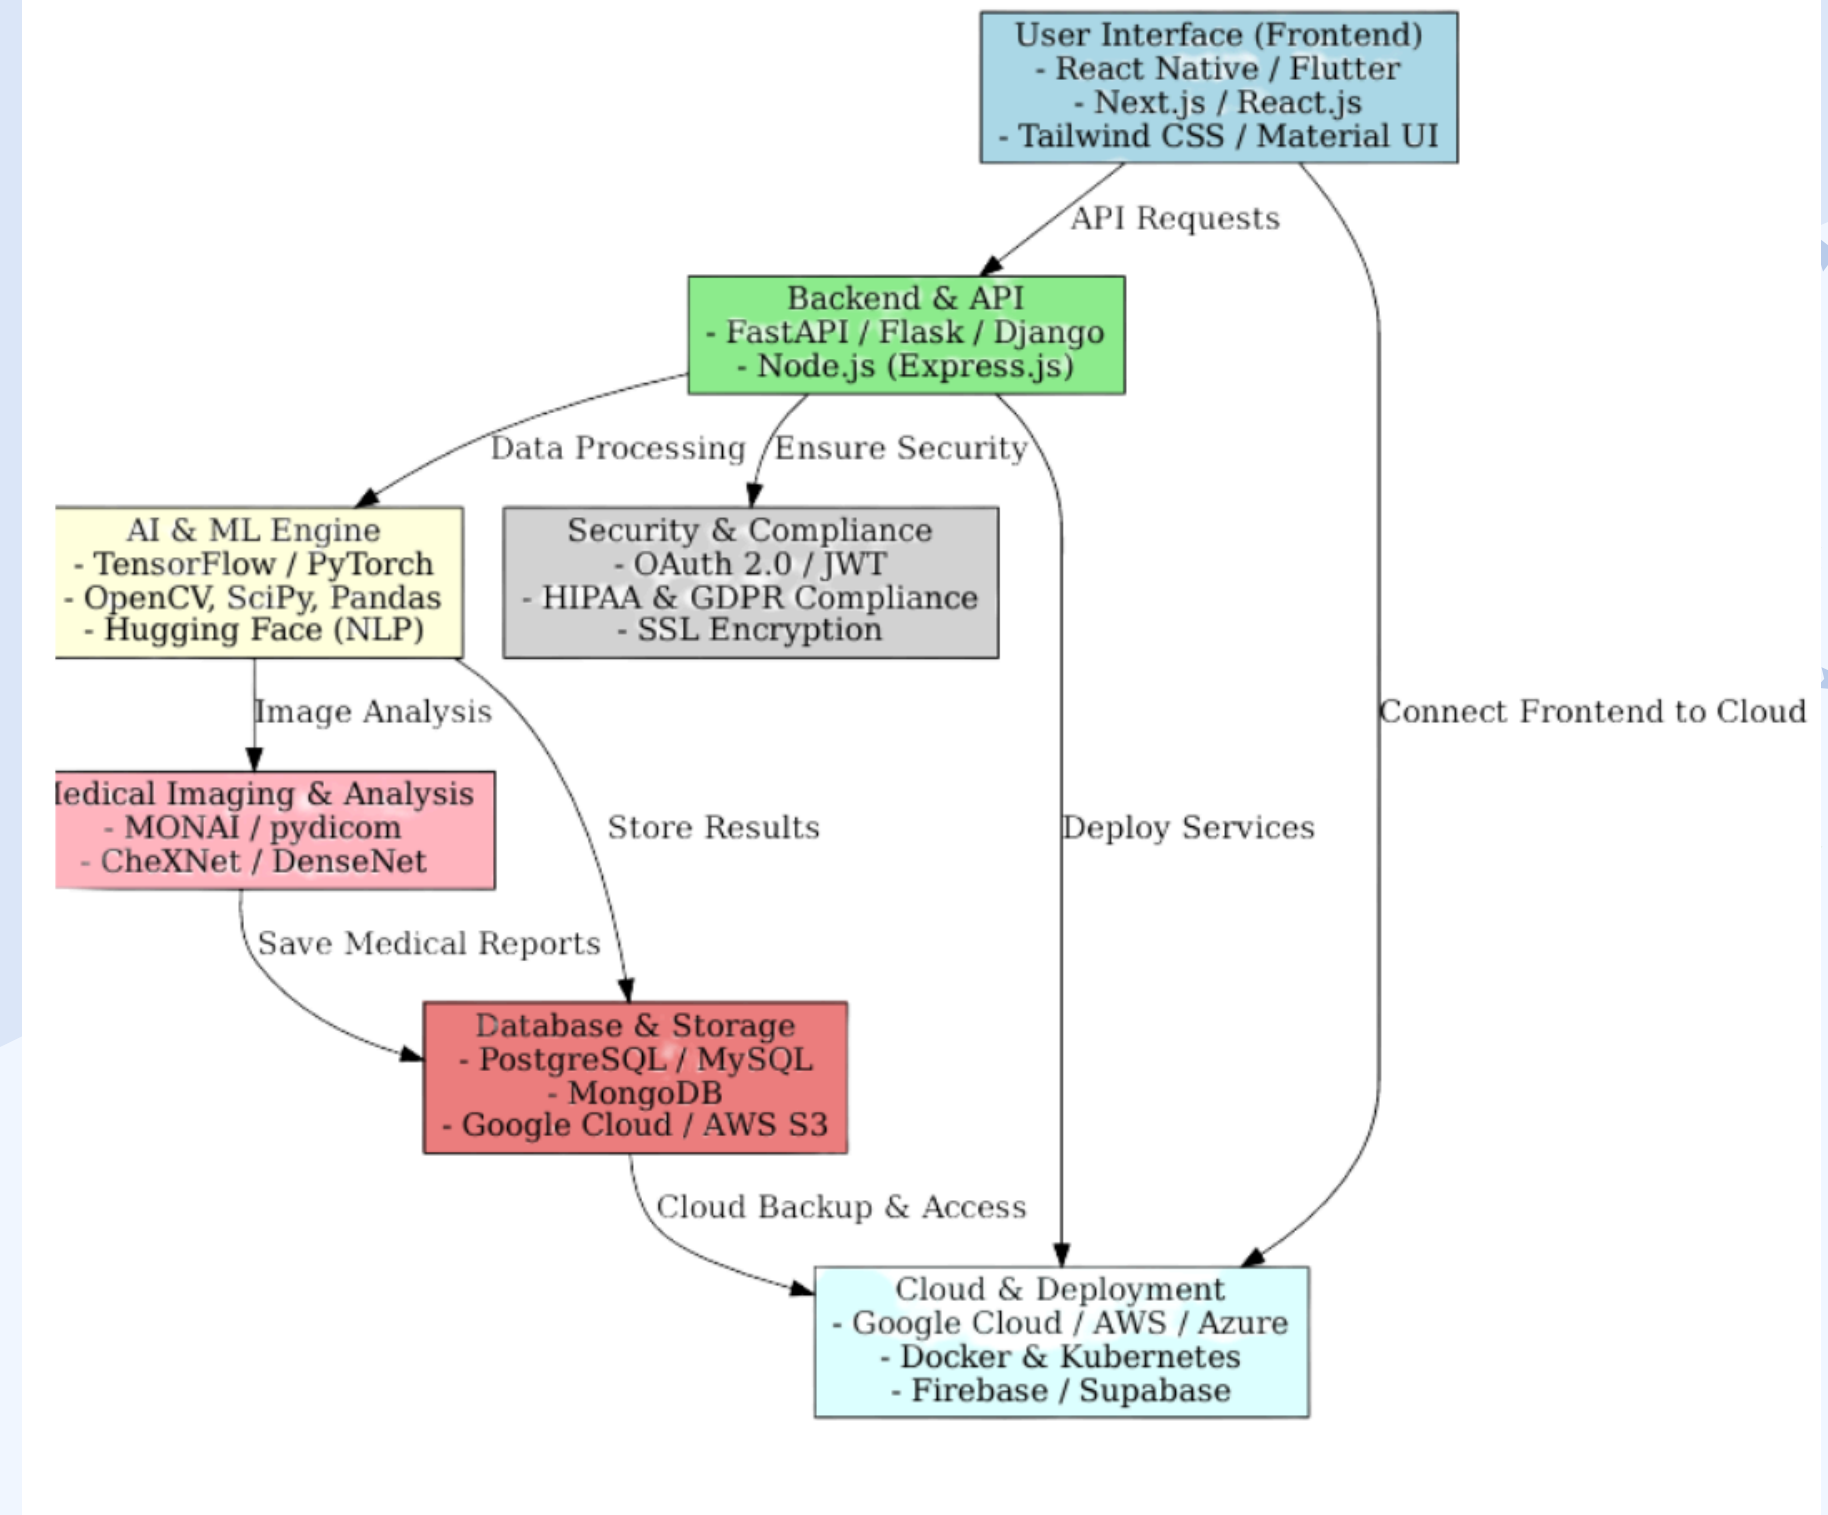 User Interface (Frontend)
- React Native / Flutter
- Next.js / React.js
- Tailwind CSS / Material UI
API Requests
Backend & API
- FastAPI / Flask / Django
- Node.js (Express.js)
Data Processing
Ensure Security
AI & ML Engine
- TensorFlow / PyTorch
- OpenCV, SciPy, Pandas
- Hugging Face (NLP)
Security & Compliance
- OAuth 2.0 / JWT
- HIPAA & GDPR Compliance
- SSL Encryption
Image Analysis
Connect Frontend to Cloud
Medical Imaging & Analysis
- MONAI / pydicom
- CheXNet / DenseNet
Store Results
Deploy Services
Save Medical Reports
Database & Storage
- PostgreSQL / MySQL
- MongoDB
- Google Cloud / AWS S3
Cloud Backup & Access
Cloud & Deployment
- Google Cloud / AWS / Azure
- Docker & Kubernetes
- Firebase / Supabase